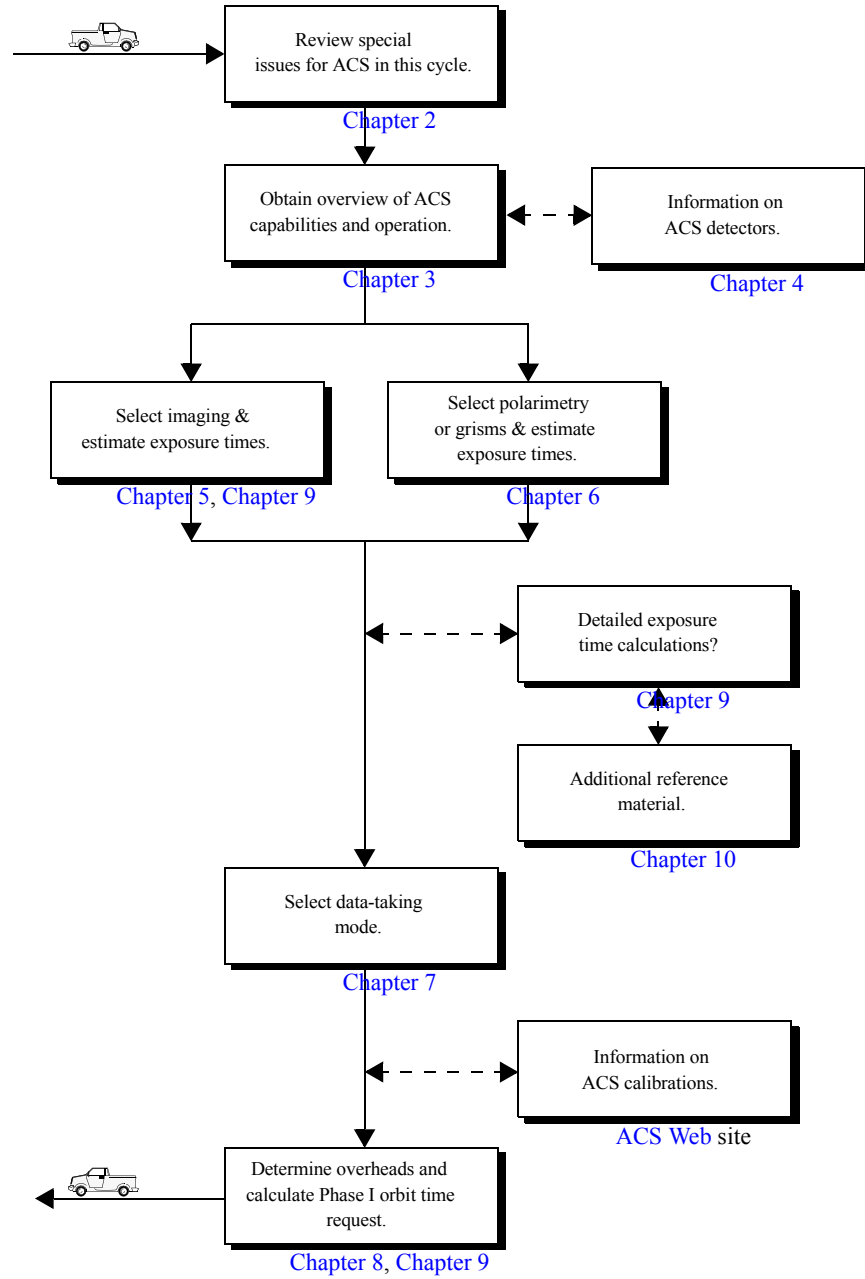 Review special
issues for ACS in this cycle.
Chapter 2
Obtain overview of ACS
capabilities and operation.
Chapter 3
Information on
ACS detectors.
Chapter 4
Select imaging &
estimate exposure times.
Chapter 5, Chapter 9
Select polarimetry
or grisms & estimate
exposure times.
Chapter 6
Detailed exposure
time calculations?
Chapter 9
Additional reference
material.
Chapter 10
Select data-taking
mode.
Chapter 7
Information on
ACS calibrations.
ACS Web site
Determine overheads and
calculate Phase I orbit time
request.
Chapter 8, Chapter 9